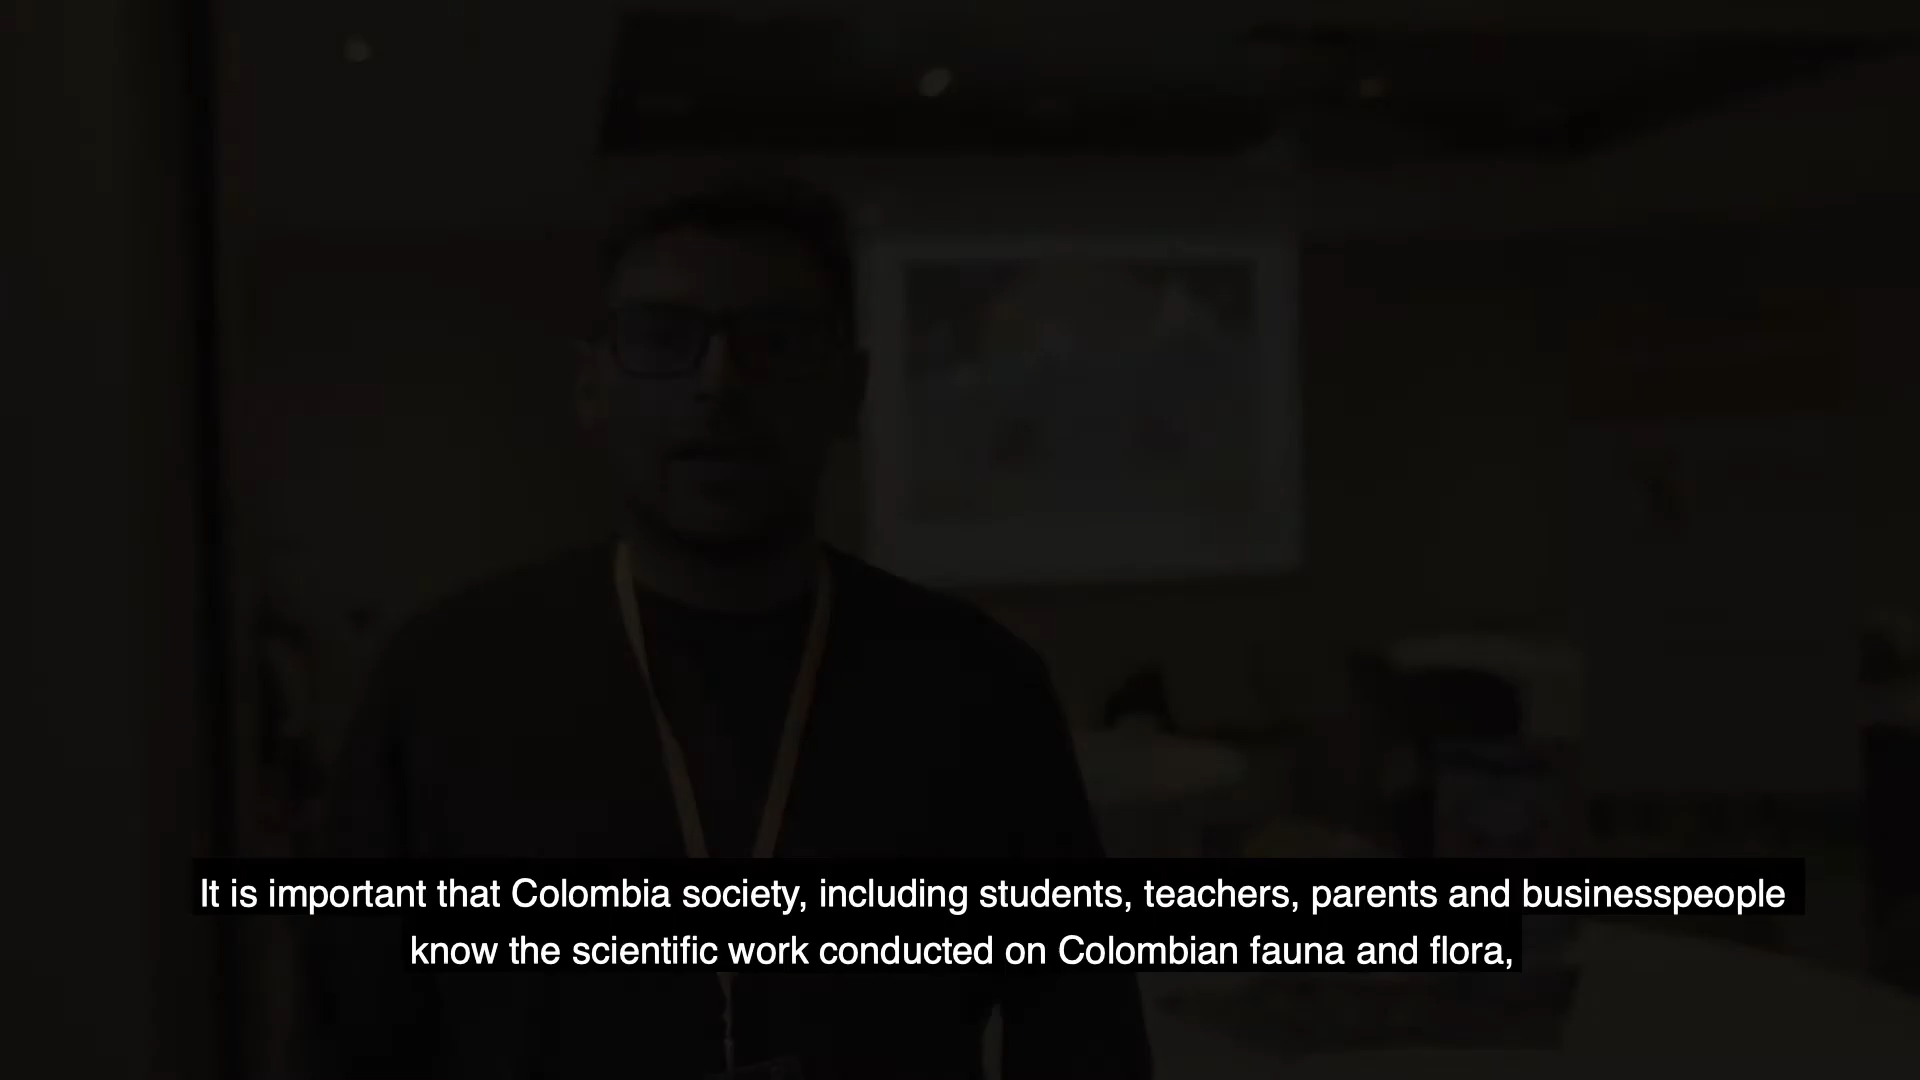 It is important that Colombia society, including students, teachers, parents and businesspeople
know the scientific work conducted on Colombian fauna and flora,